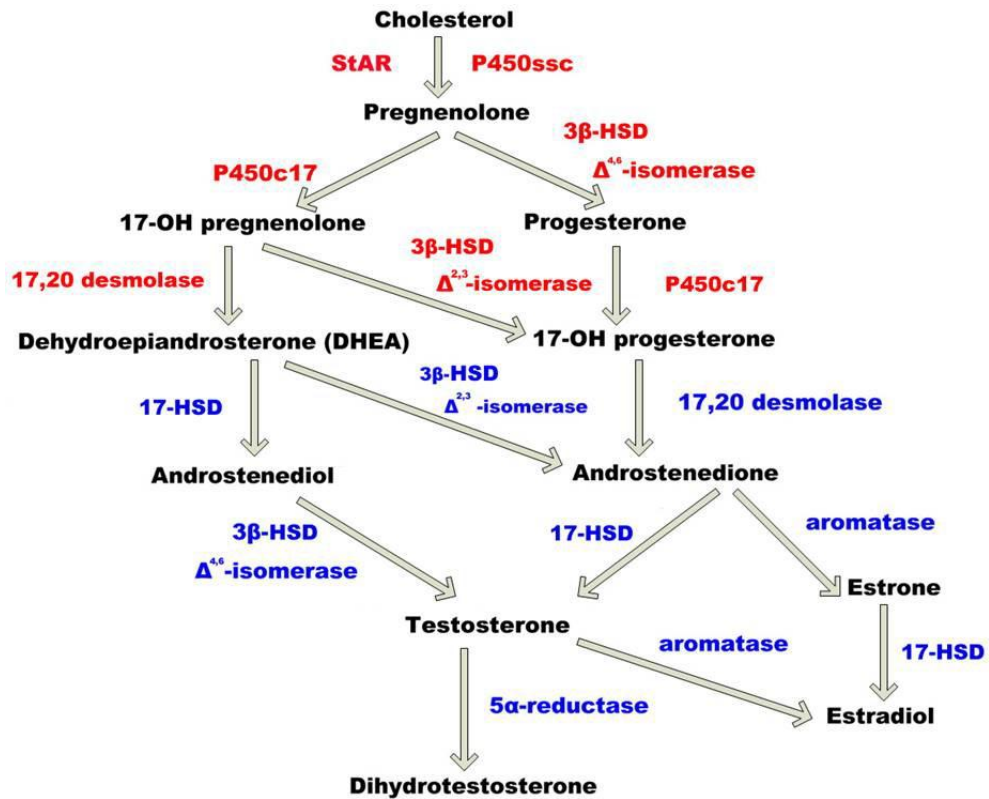 Cholesterol
StAR P450ssc
Pregnenolone
3β-HSD
Δ4,6-isomerase
P450c17
17-OH pregnenolone
Progesterone
3β-HSD
Δ2,3-isomerase
17,20 desmolase
P450c17
Dehydroepiandrosterone (DHEA)
17-OH progesterone
3β-HSD
Δ2,3 -isomerase
17-HSD
17,20 desmolase
Androstenediol
Androstenedione
3β-HSD
Δ4,6-isomerase
17-HSD
aromatase
Estrone
Testosterone
aromatase
17-HSD
5α-reductase
Estradiol
Dihydrotestosterone